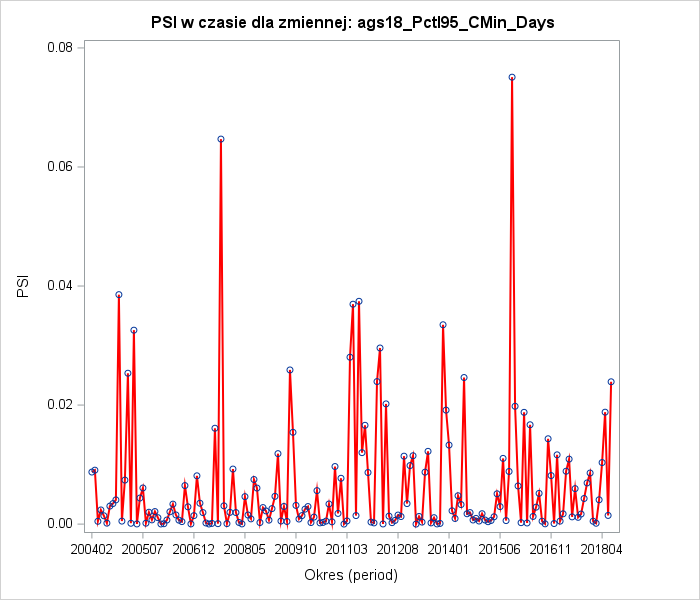 PSI w czasie dla zmiennej: ags18_Pctl95_CMin_Days
0.08
0.06
0.04
0.02
0.00
PSI
200402 200507 200612 200805 200910 201103 201208 201401 201506 201611 201804
Okres (period)